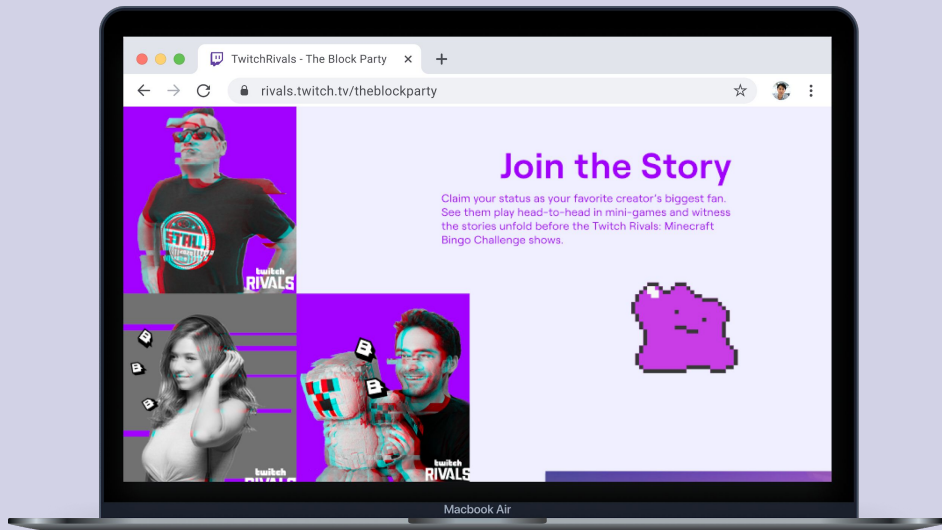 TwitchRivals - The Block Party
rivals.twitch.tv/theblockparty
STAL
twitch
RIVALS
Join the Story
Claim your status as your favorite creator's biggest fan.
See them play head-to-head in mini-games and witness
the stories unfold before the Twitch Rivals: Minecraft
Bingo Challenge shows.
twitch
twitch
RIVALS
Macbook Air